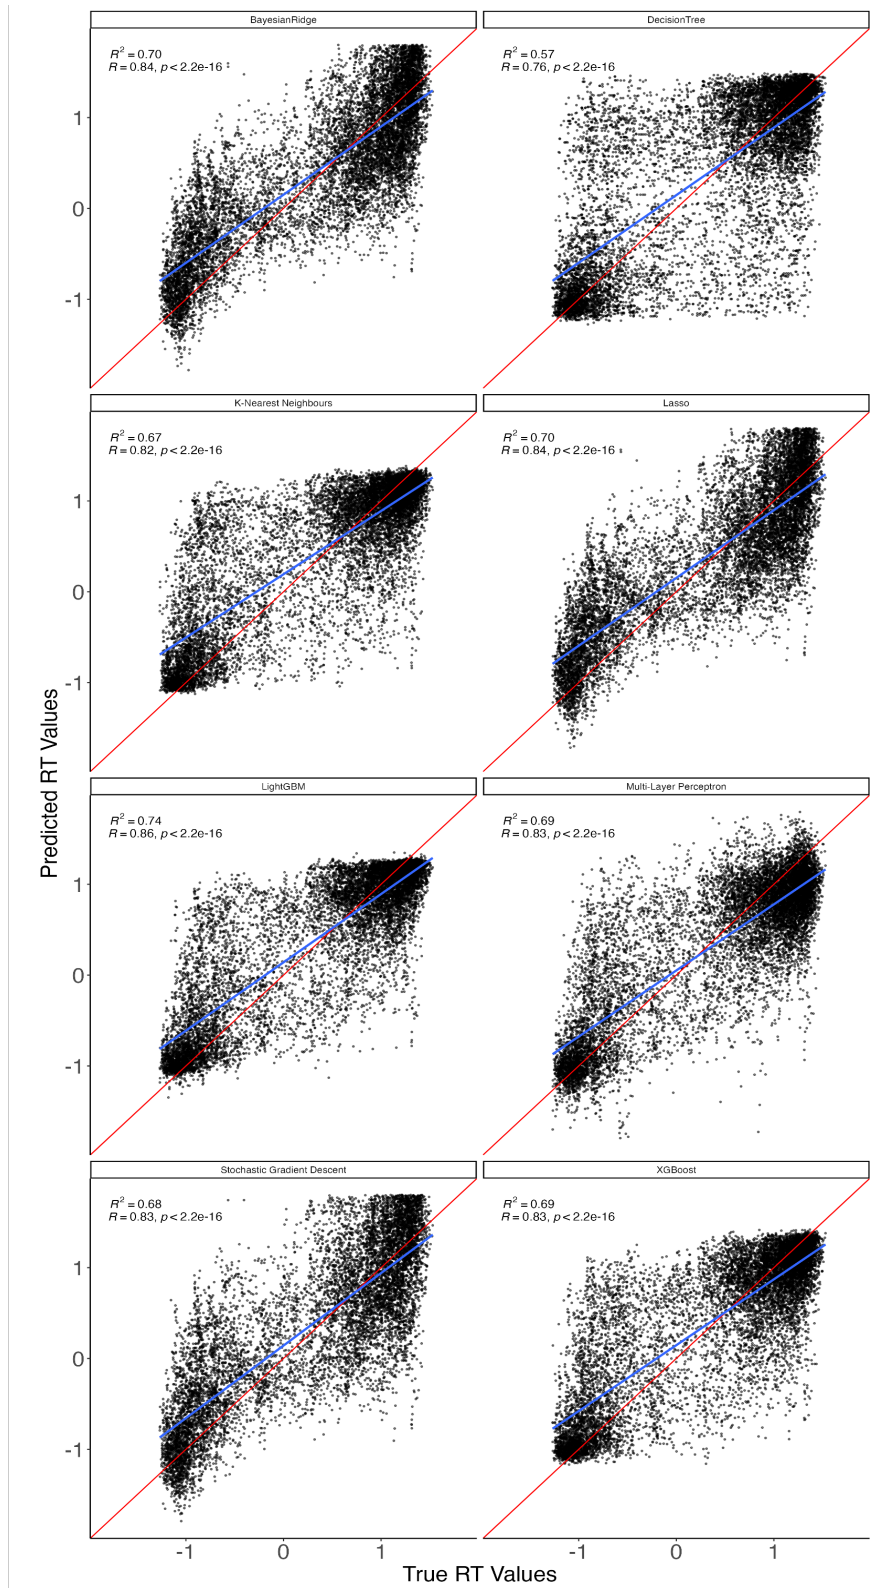 BayesianRidge
R² = 0.70
R = 0.84, p < 2.2e-16
DecisionTree
R² = 0.57
R = 0.76, p < 2.2e-16
1
0
-1
K-Nearest Neighbours
R² = 0.67
R = 0.82, p < 2.2e-16
Lasso
R² = 0.70
R = 0.84, p < 2.2e-16
1
0
-1
Predicted RT Values
LightGBM
R² = 0.74
R = 0.86, p < 2.2e-16
Multi-Layer Perceptron
R² = 0.69
R = 0.83, p < 2.2e-16
1
0
-1
Stochastic Gradient Descent
R² = 0.68
R = 0.83, p < 2.2e-16
XGBoost
R² = 0.69
R = 0.83, p < 2.2e-16
1
0
-1
-1 0 1 -1 0 1
True RT Values